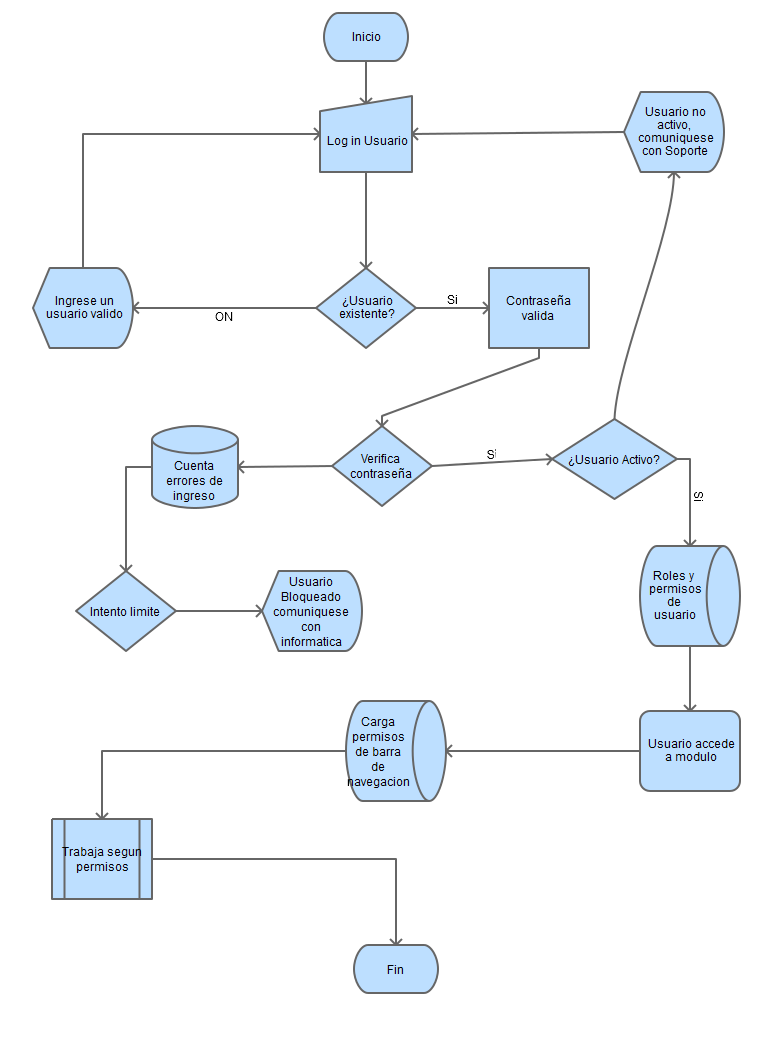 Inicio
Log in Usuario
Usuario no
activo,
comuniquese
con Soporte
Ingrese un
usuario valido
ON
¿Usuario
existente?
Si
Contraseña
valida
Cuenta
errores de
ingreso
Verifica
contraseña
Sí
¿Usuario Activo?
Si
Intento limite
Usuario
Bloqueado
comuniquese
con
informatica
Roles y
permisos
de
usuario
Carga
permisos
de barra
de
navegacion
Usuario accede
a modulo
Trabaja segun
permisos
Fin